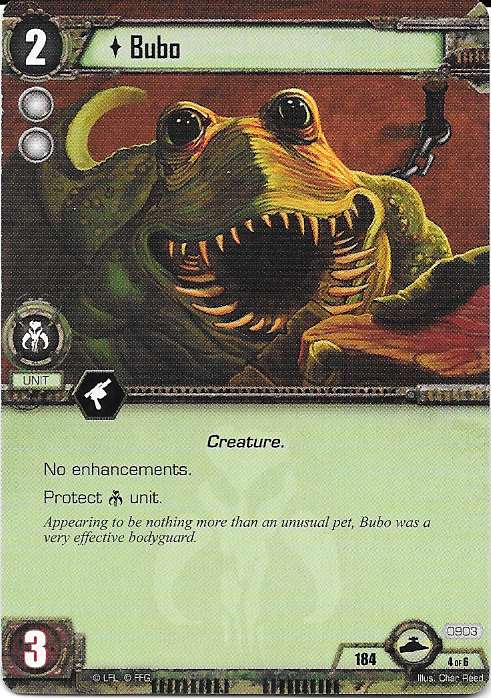 2
Bubo
UNIT
Creature.
No enhancements.
Protect unit.
Appearing to be nothing more than an unusual pet, Bubo was a
very effective bodyguard.
3
0903
184
4 OF 6
© LFL © FFG
Illus. Char Reed